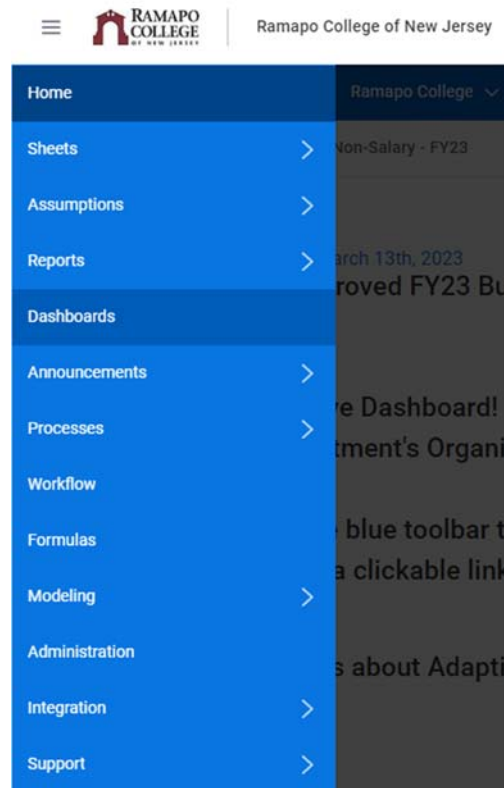 RAMAPO
COLLEGE
OF NEW JERSEY
Ramapo College of New Jersey
Home
Ramapo College
Sheets
Non-Salary - FY23
Assumptions
Reports
arch 13th, 2023
roved FY23 Bu
Dashboards
Announcements
e Dashboard!
Processes
tment's Organi
Workflow
blue toolbar t
Formulas
a clickable link
Modeling
Administration
s about Adapti
Integration
Support